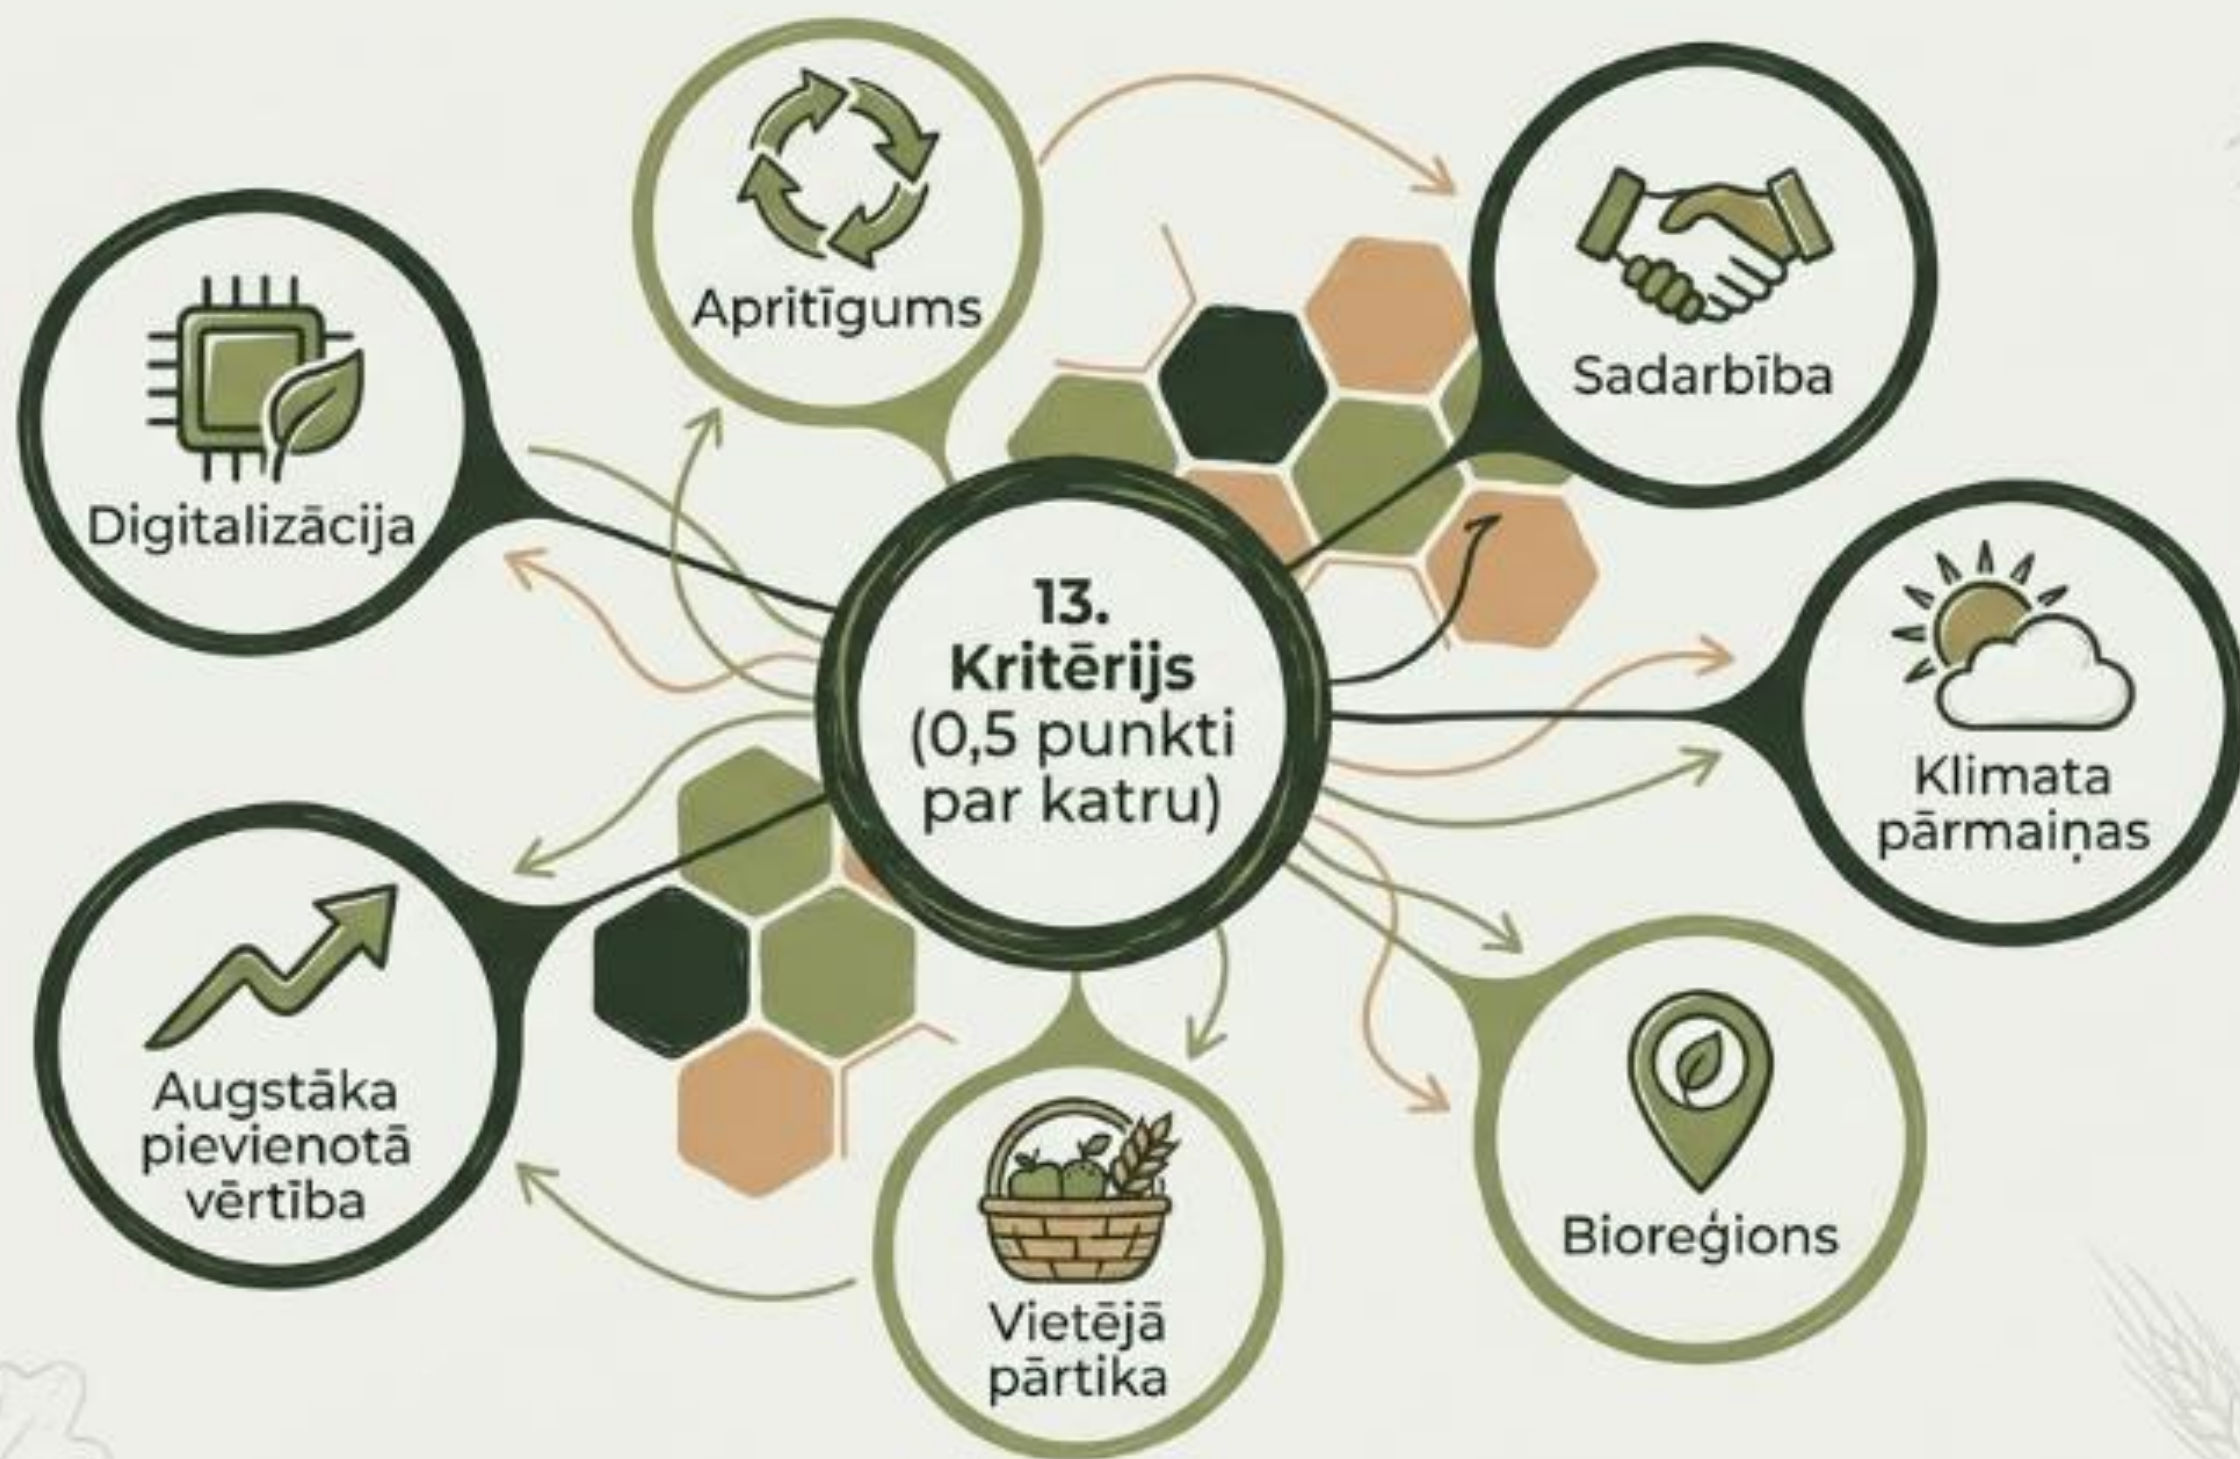 Apritīgums
Sadarbība
Digitalizācija
13.
Kritērijs
(0,5 punkti
par katru)
Klimata
pārmaiņas
Augstāka
pievienotā
vērtība
Bioreģions
Vietējā
pārtika